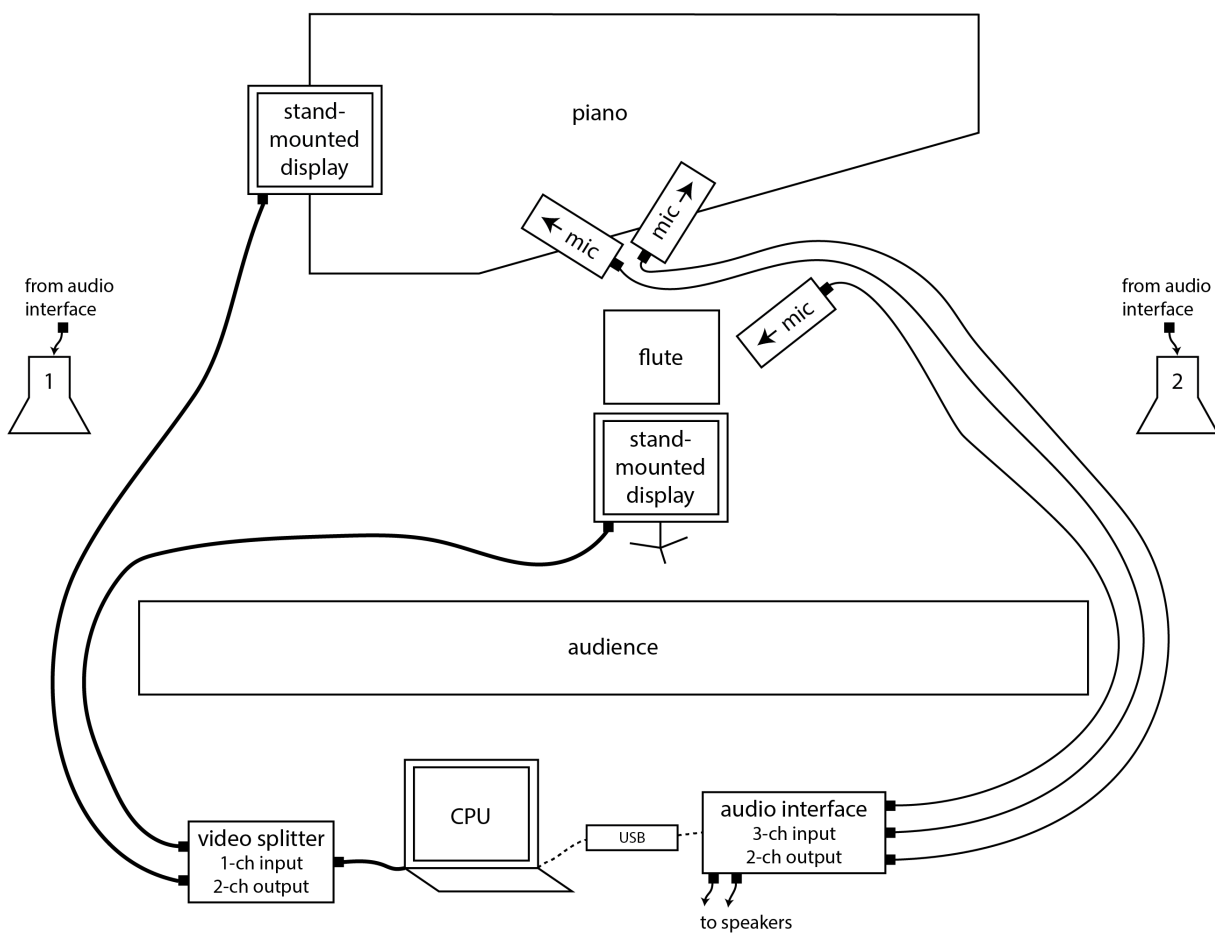 stand-
mounted
display
piano
mic
mic
from audio
interface
1
mic
from audio
interface
2
flute
stand-
mounted
display
audience
CPU
video splitter
1-ch input
2-ch output
USB
audio interface
3-ch input
2-ch output
to speakers